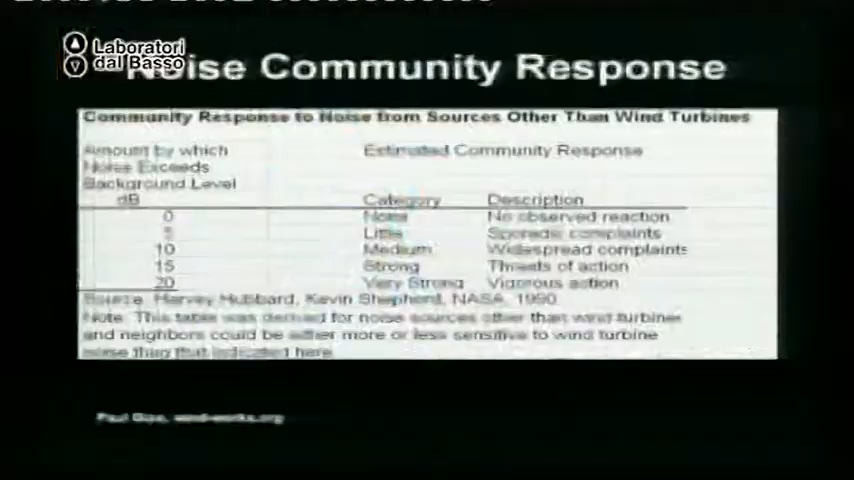 Laboratori
dal Basso
Noise Community Response
Community Response to Noise from Sources Other Than Wind Turbines
Amount by which Estimated Community Response
Noise Exceeds
Background Level
dB Category Description
0 None No observed reaction
5 Little Sporadic complaints
10 Medium Widespread complaints
15 Strong Threats of action
20 Very Strong Vigorous action
Source: Harvey Hubbard, Kevin Shepherd, NASA, 1990
Note: This table was derived for noise sources other than wind turbines
and neighbors could be either more or less sensitive to wind turbine
noise than that indicated here
Paul Gipe, wind-works.org